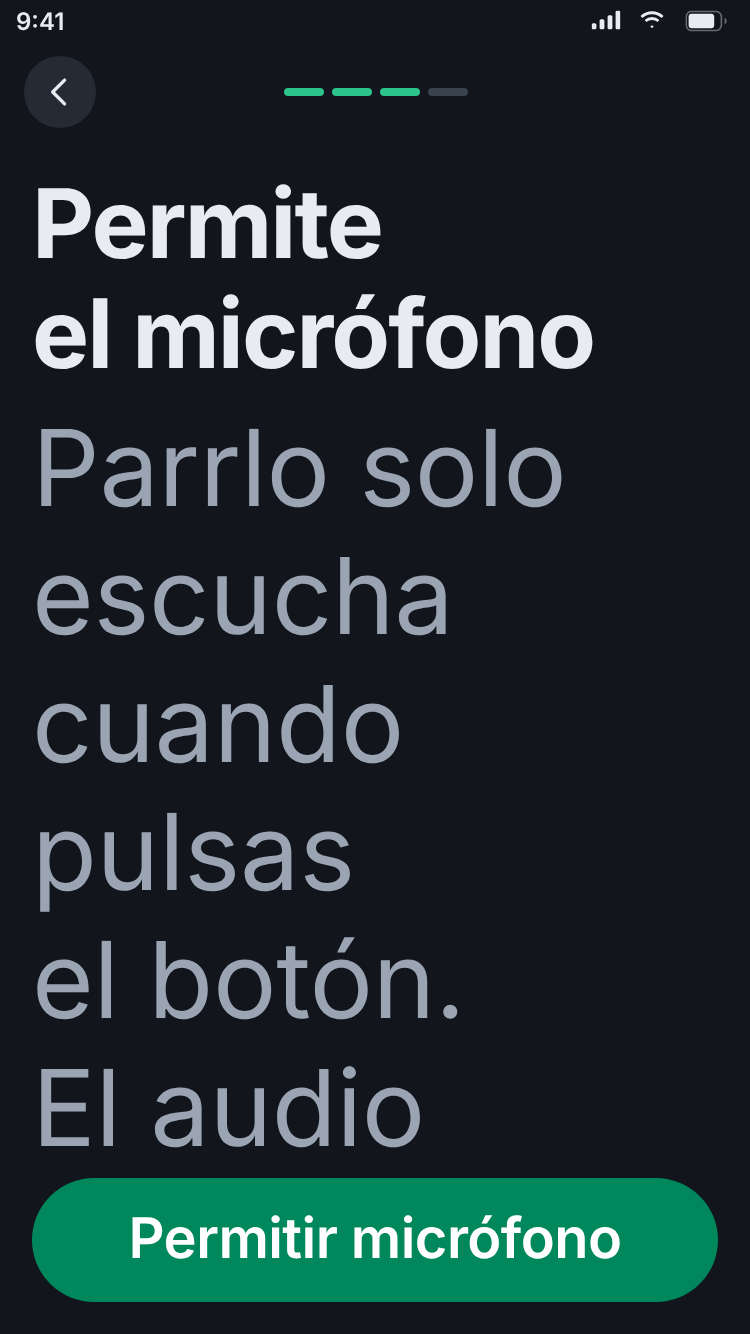 9:41
Permite
el micrófono
Parrlo solo
escucha
cuando
pulsas
el botón.
El audio
Permitir micrófono